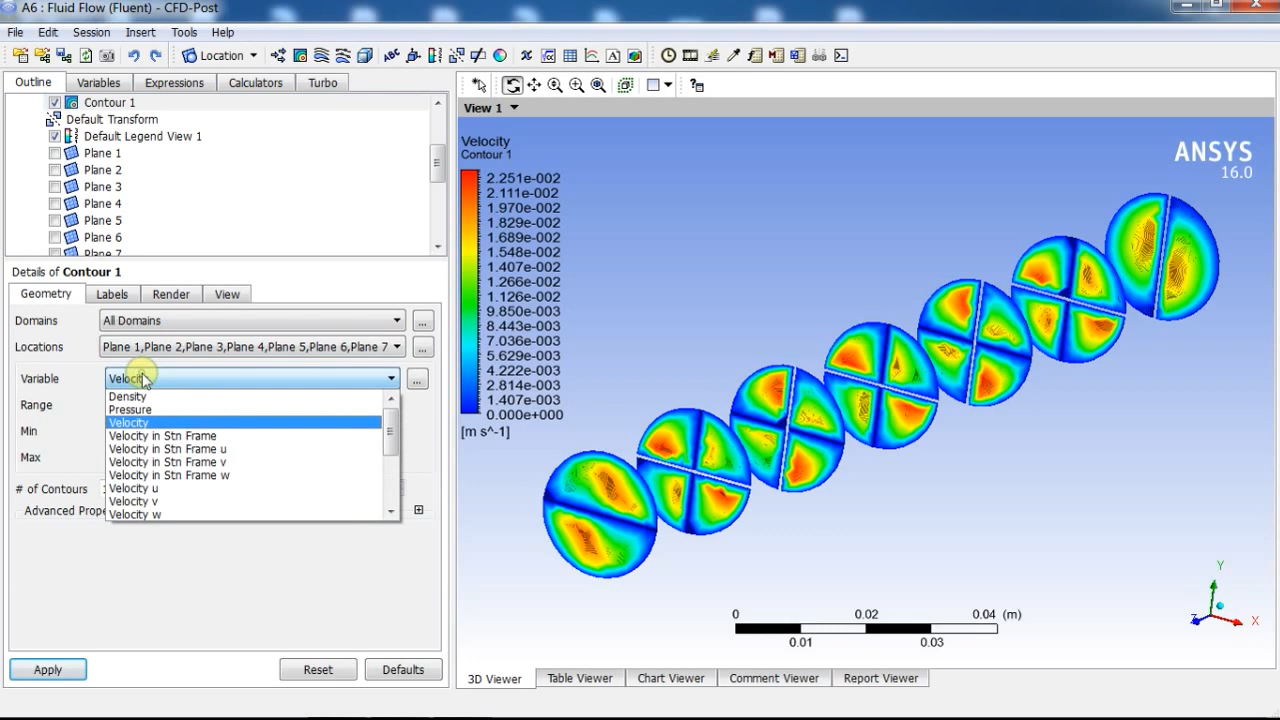 A6 : Fluid Flow (Fluent) - CFD-Post
File Edit Session Insert Tools Help
Location
Outline Variables Expressions Calculators Turbo
Contour 1
Default Transform
Default Legend View 1
Plane 1
Plane 2
Plane 3
Plane 4
Plane 5
Plane 6
Plane 7
Details of Contour 1
Geometry Labels Render View
Domains All Domains ...
Locations Plane 1,Plane 2,Plane 3,Plane 4,Plane 5,Plane 6,Plane 7 ...
Variable Velocity ...
Density
Pressure
Velocity
Velocity in Stn Frame
Velocity in Stn Frame u
Velocity in Stn Frame v
Velocity in Stn Frame w
Velocity u
Velocity v
Velocity w
Range
Min
Max
# of Contours
Advanced Prope
Apply Reset Defaults
View 1
Velocity
Contour 1
2.251e-002
2.111e-002
1.970e-002
1.829e-002
1.689e-002
1.548e-002
1.407e-002
1.266e-002
1.126e-002
9.850e-003
8.443e-003
7.036e-003
5.629e-003
4.222e-003
2.814e-003
1.407e-003
0.000e+000
[m s^-1]
ANSYS
16.0
0 0.02 0.04 (m)
0.01 0.03
Y
Z X
3D Viewer Table Viewer Chart Viewer Comment Viewer Report Viewer